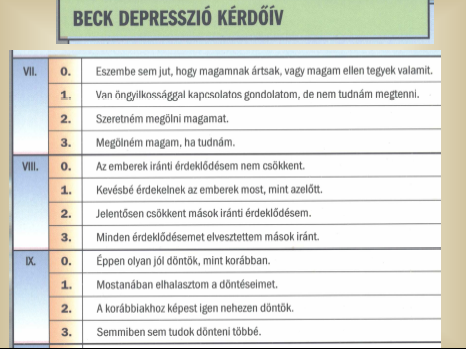 BECK DEPRESSZIÓ KÉRDŐÍV
VII. 0. Eszembe sem jut, hogy magamnak ártsak, vagy magam ellen tegyek valamit.
1. Van öngyilkossággal kapcsolatos gondolatom, de nem tudnám megtenni.
2. Szeretném megölni magamat.
3. Megölném magam, ha tudnám.
VIII. 0. Az emberek iránti érdeklődésem nem csökkent.
1. Kevésbé érdekelnek az emberek most, mint azelőtt.
2. Jelentősen csökkent mások iránti érdeklődésem.
3. Minden érdeklődésemet elvesztettem mások iránt.
IX. 0. Éppen olyan jól döntök, mint korábban.
1. Mostanában elhalasztom a döntéseimet.
2. A korábbiakhoz képest igen nehezen döntök.
3. Semmiben sem tudok dönteni többé.